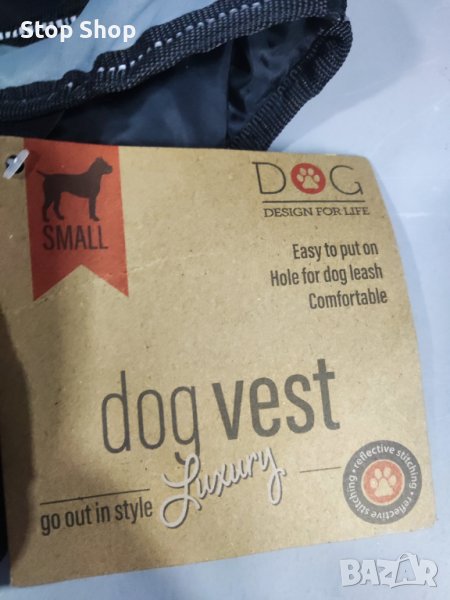 Stop Shop
SMALL
DOG
DESIGN FOR LIFE
Easy to put on
Hole for dog leash
Comfortable
dog vest
go out in style Luxury
reflective stitching • reflective stitching •
BAZAR